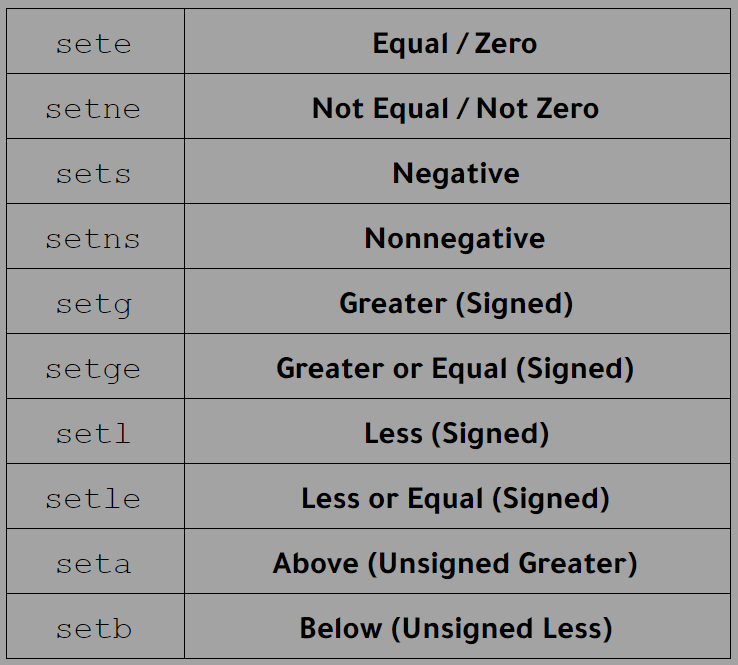 sete Equal / Zero
setne Not Equal / Not Zero
sets Negative
setns Nonnegative
setg Greater (Signed)
setge Greater or Equal (Signed)
setl Less (Signed)
setle Less or Equal (Signed)
seta Above (Unsigned Greater)
setb Below (Unsigned Less)